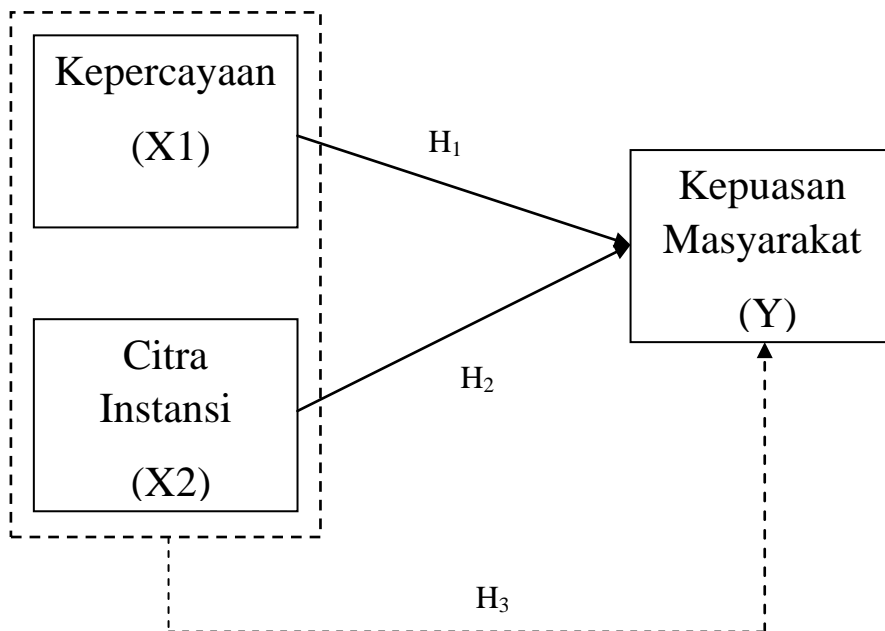 Kepercayaan
(X1)
H₁
Kepuasan
Masyarakat
(Y)
Citra
Instansi
(X2)
H₂
H₃